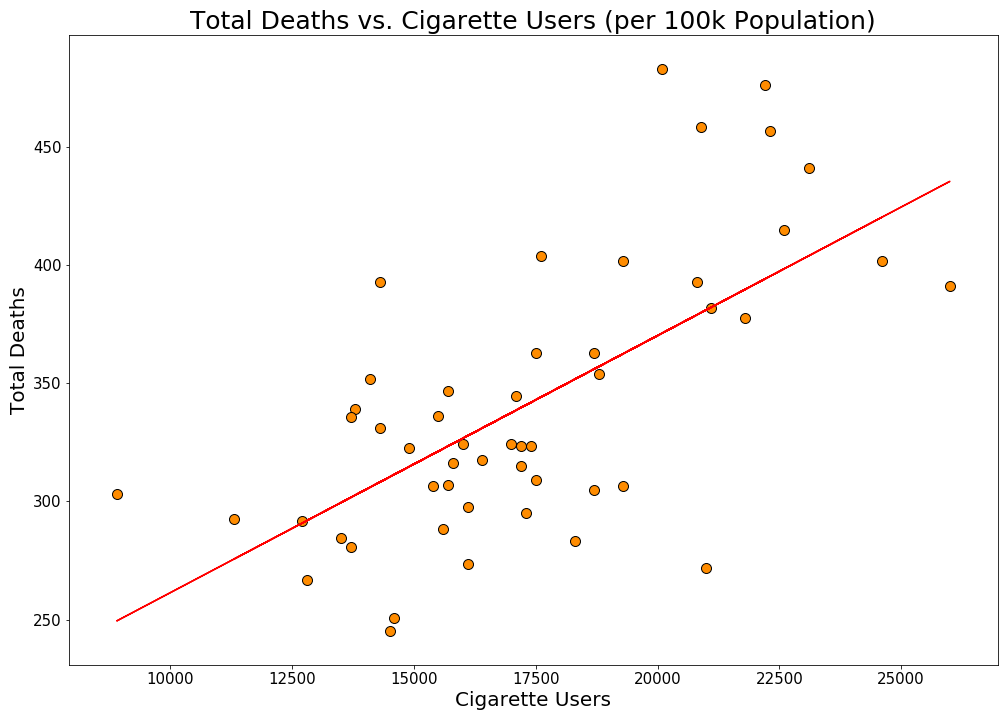 Total Deaths vs. Cigarette Users (per 100k Population)
450
400
350
300
250
Total Deaths
10000 12500 15000 17500 20000 22500 25000
Cigarette Users